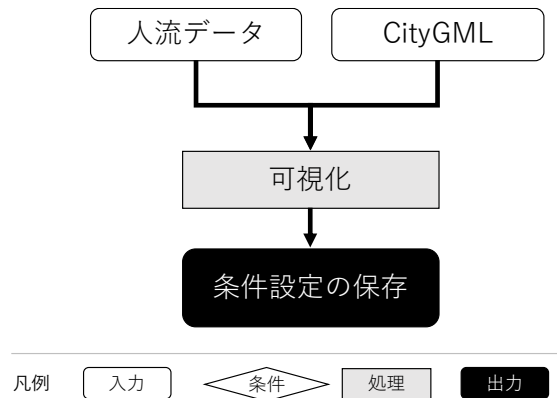 人流データ CityGML
可視化
条件設定の保存
凡例 入力 条件 処理 出力